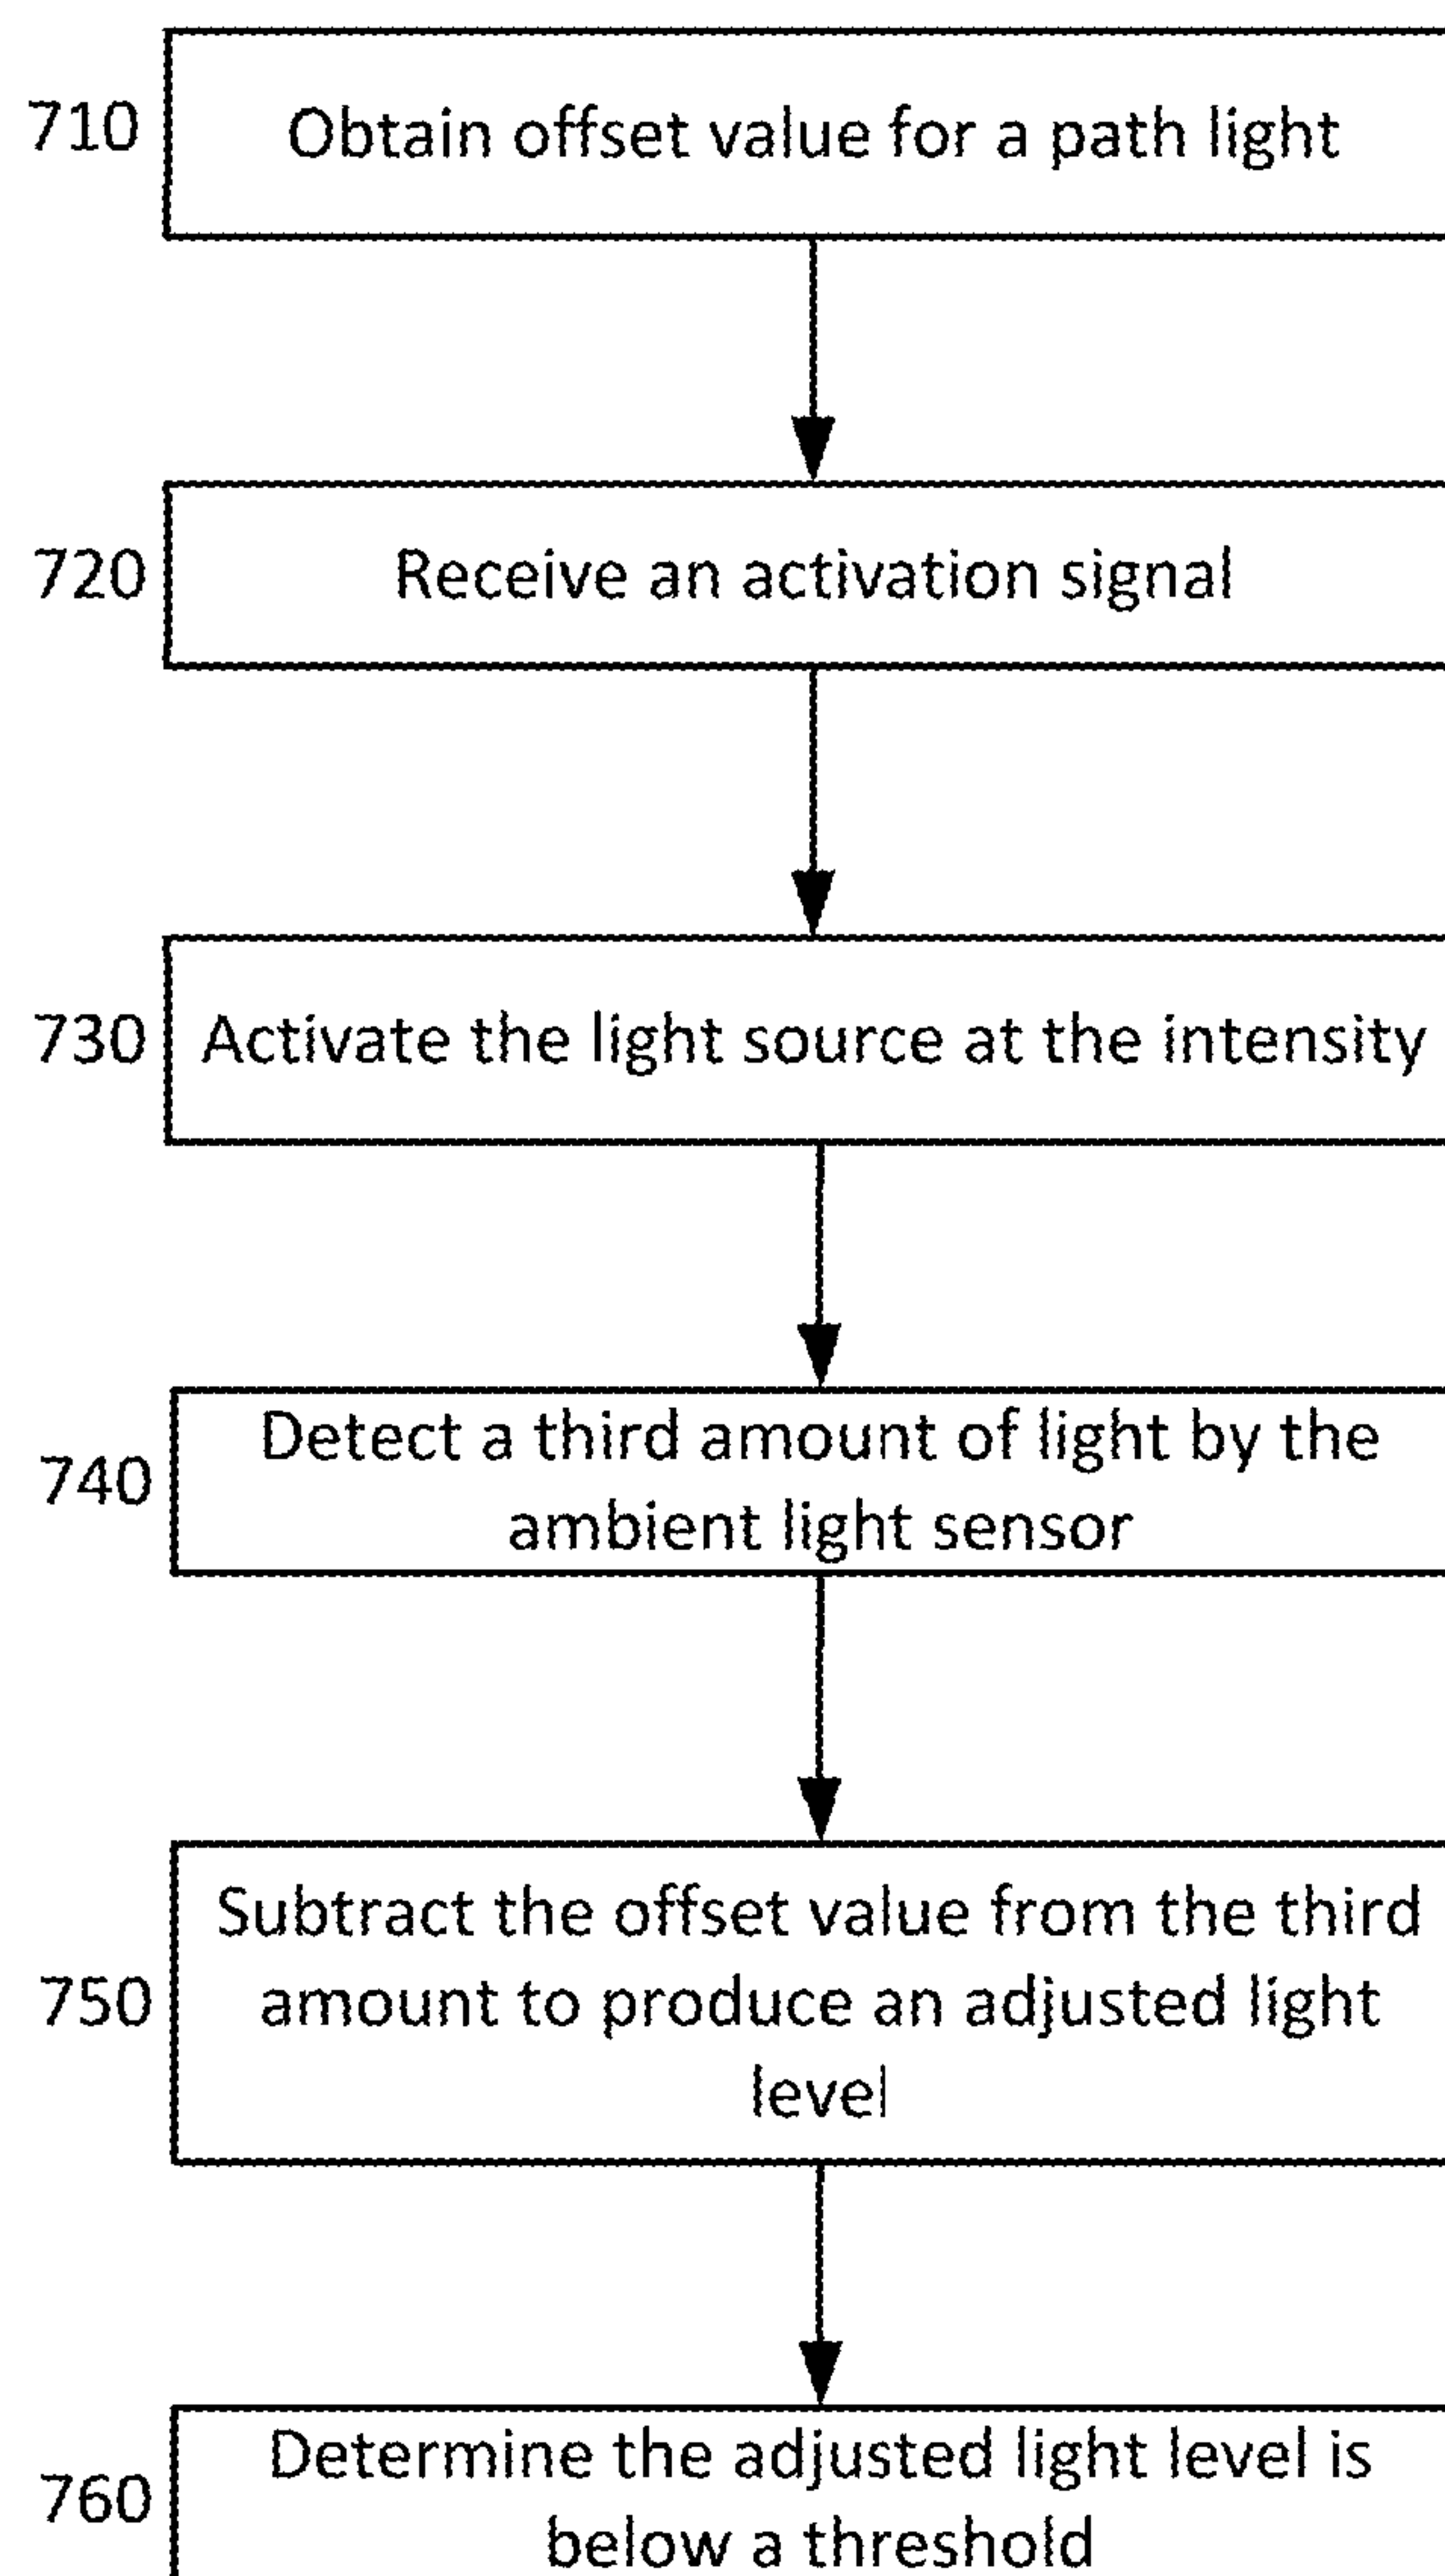 710
Obtain offset value for a path light
720
Receive an activation signal
730
Activate the light source at the intensity
740
Detect a third amount of light by the
ambient light sensor
750
Subtract the offset value from the third
amount to produce an adjusted light
level
760
Determine the adjusted light level is
below a threshold